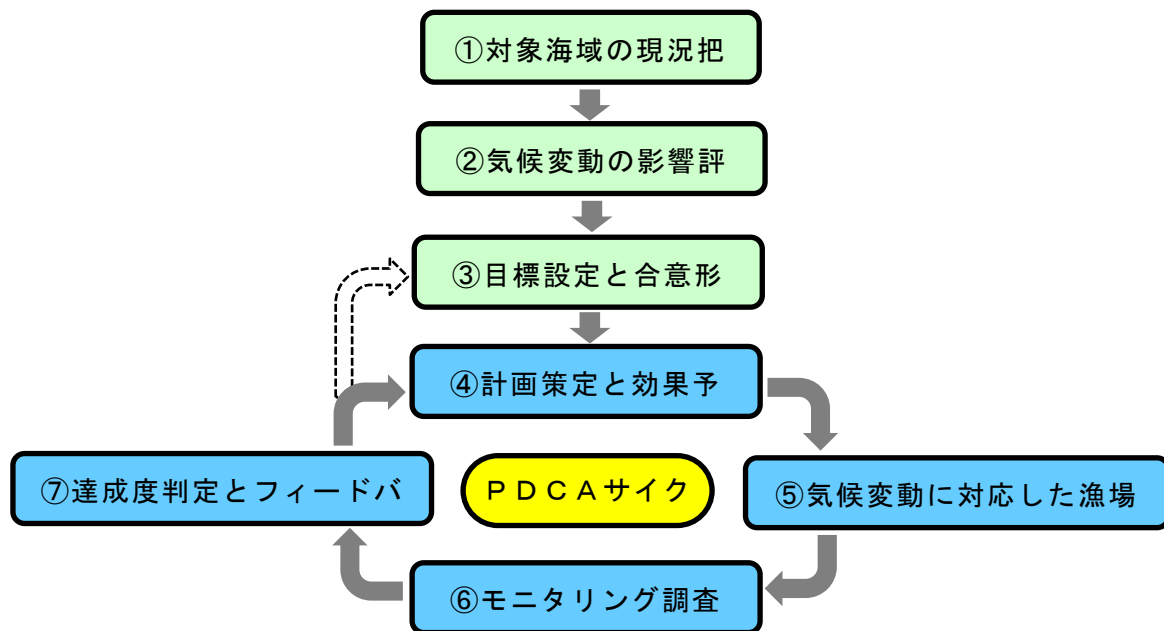 ①対象海域の現況把
②気候変動の影響評
③目標設定と合意形
④計画策定と効果予
⑦達成度判定とフィードバ
ＰＤＣＡサイク
⑤気候変動に対応した漁場
⑥モニタリング調査